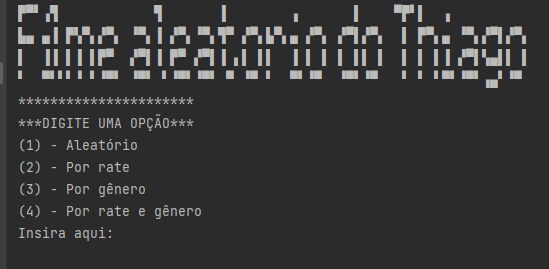 Filme aleatorio do Thiago
**********************
***DIGITE UMA OPÇÃO***
(1) - Aleatório
(2) - Por rate
(3) - Por gênero
(4) - Por rate e gênero
Insira aqui: